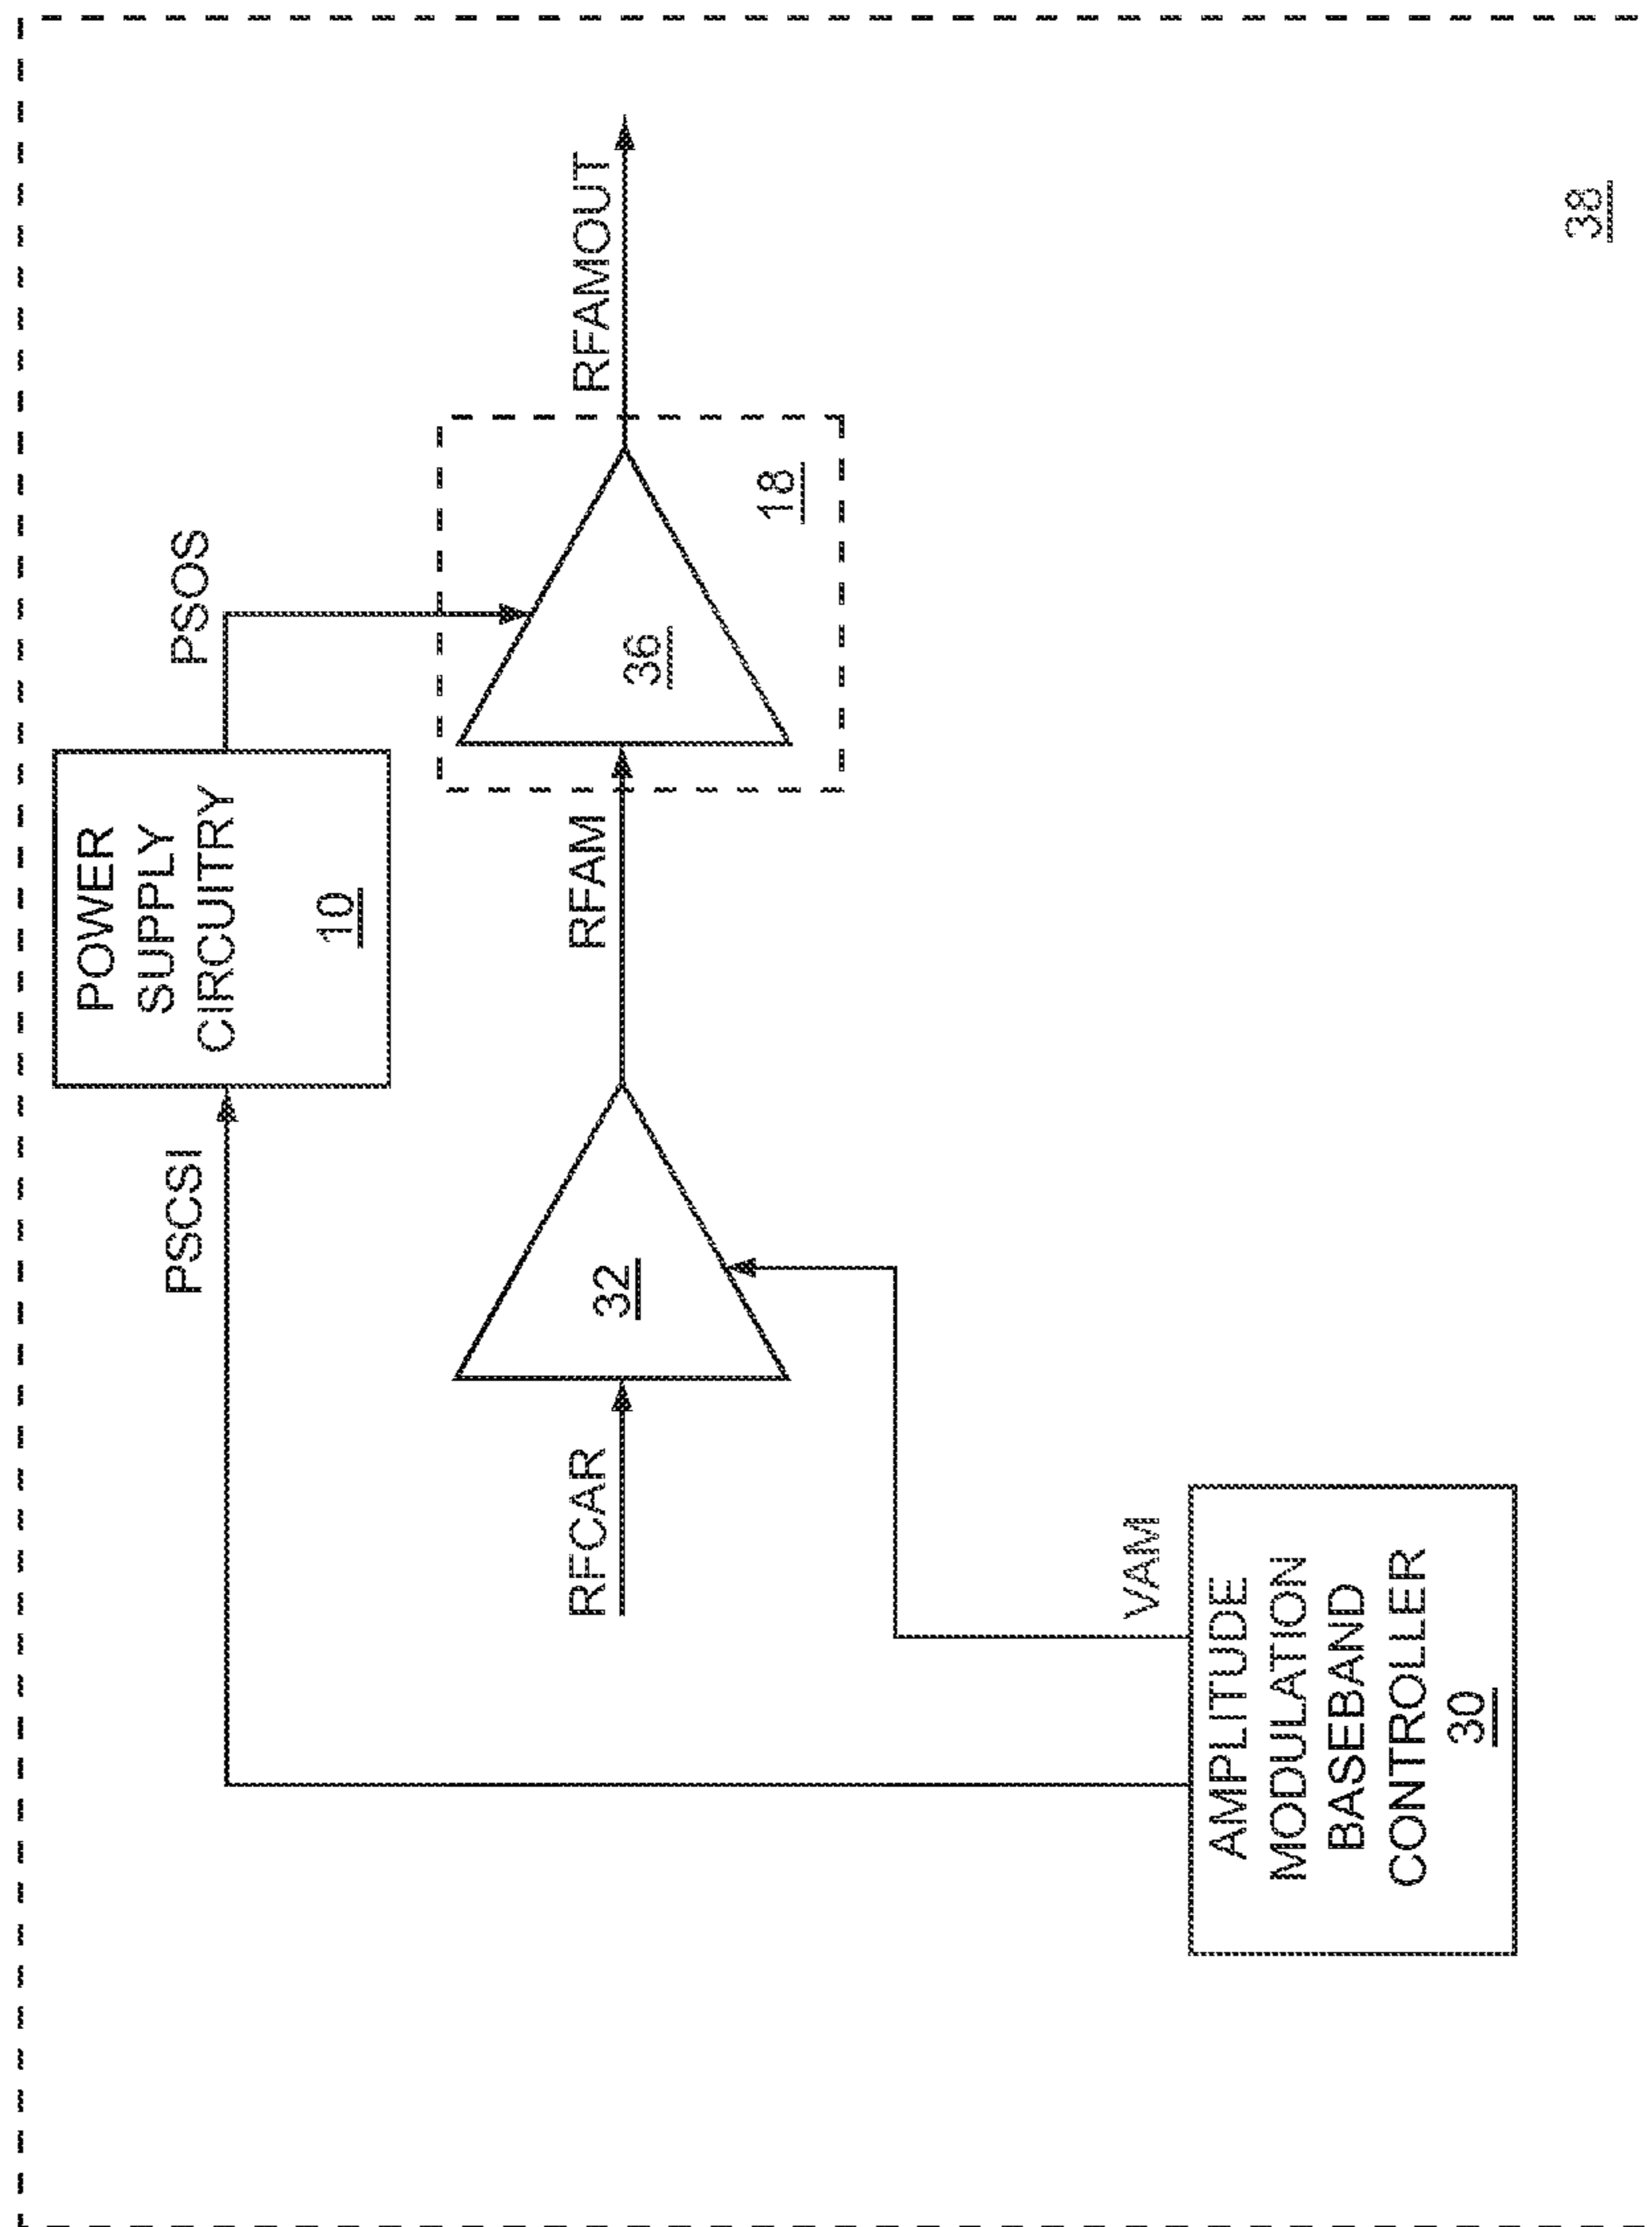 PSCSI
POWER
SUPPLY
CIRCUITRY
10
PSOS
RFCAR
32
RFAM
36
18
RFAMOUT
VAM
AMPLITUDE
MODULATION
BASEBAND
CONTROLLER
30
38